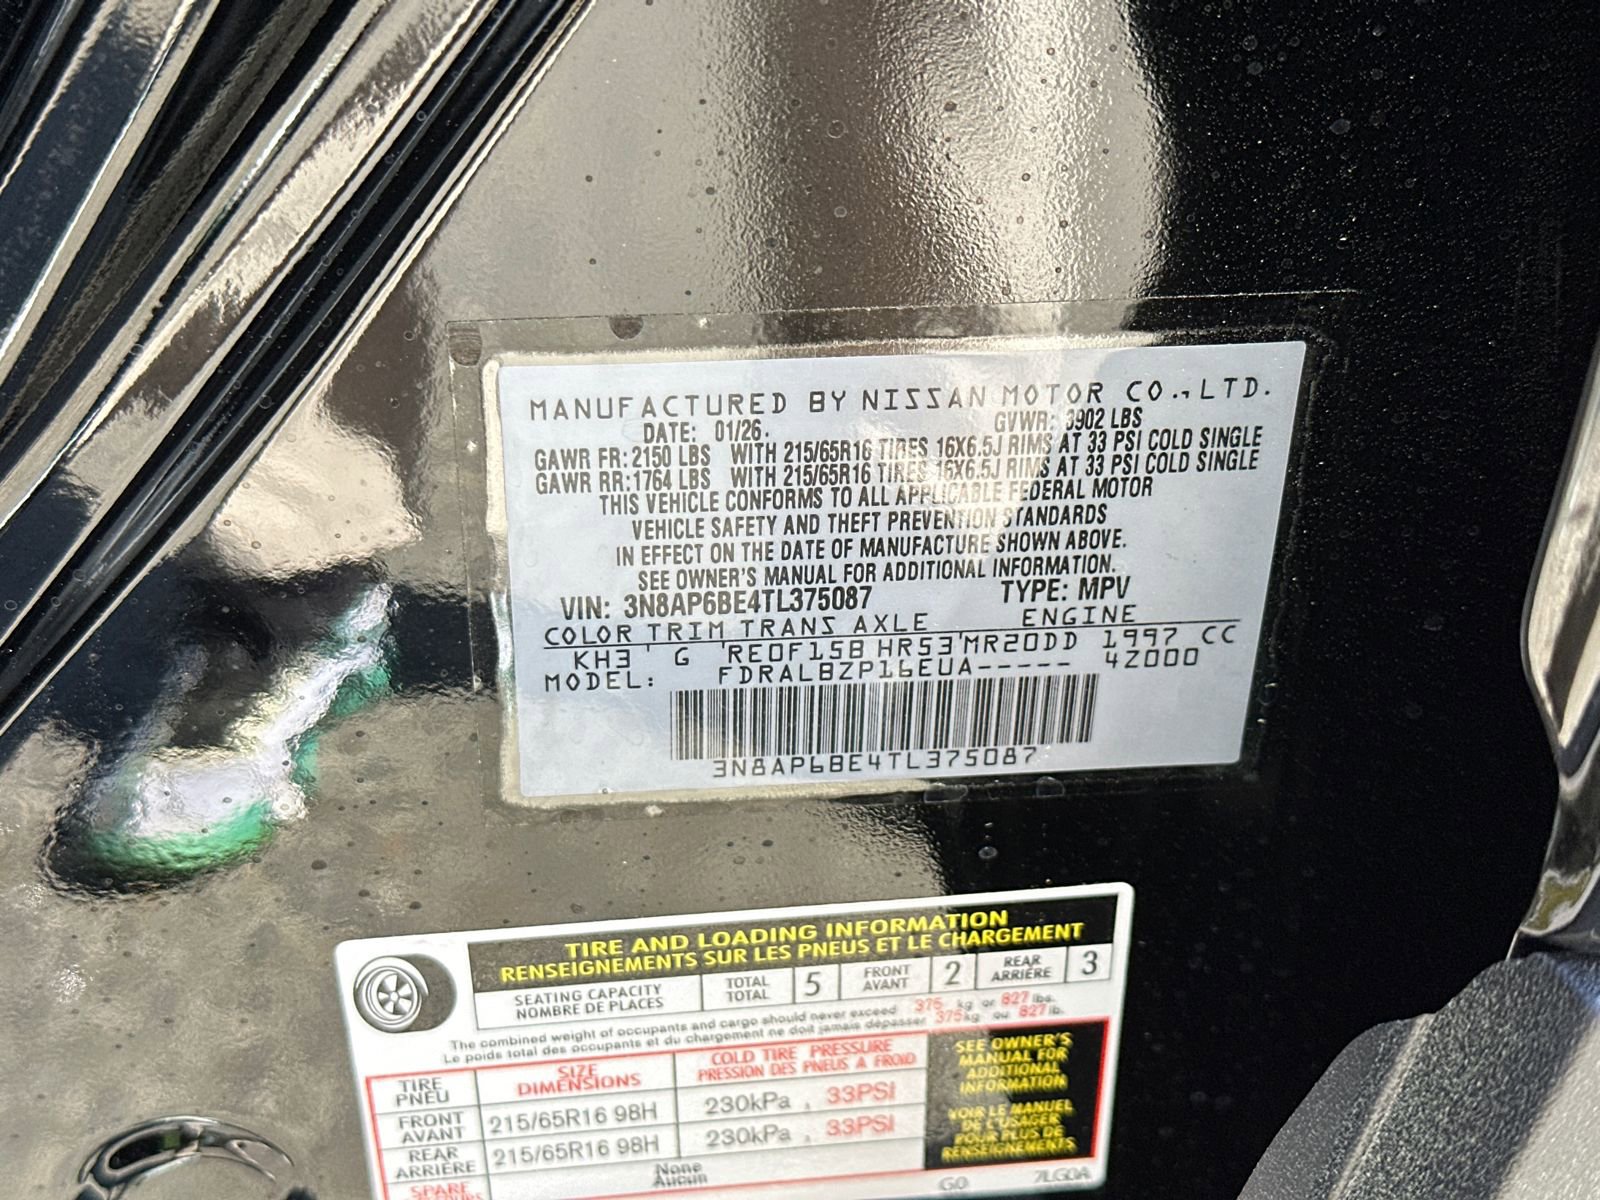 MANUFACTURED BY NISSAN MOTOR CO., LTD.
DATE: 01/26. GVWR: 3902 LBS
GAWR FR: 2150 LBS WITH 215/65R16 TIRES 16X6.5J RIMS AT 33 PSI COLD SINGLE
GAWR RR: 1764 LBS WITH 215/65R16 TIRES 16X6.5J RIMS AT 33 PSI COLD SINGLE
THIS VEHICLE CONFORMS TO ALL APPLICABLE FEDERAL MOTOR
VEHICLE SAFETY AND THEFT PREVENTION STANDARDS
IN EFFECT ON THE DATE OF MANUFACTURE SHOWN ABOVE.
SEE OWNER'S MANUAL FOR ADDITIONAL INFORMATION.
VIN: 3N8AP6BE4TL375087 TYPE: MPV
COLOR TRIM TRANS AXLE ENGINE
KH3 ' G 'RE0F15B HR53'MR20DD 1997 CC
MODEL: FDRALBZP16EUA----- 4Z000
3N8AP6BE4TL375087
TIRE AND LOADING INFORMATION
RENSEIGNEMENTS SUR LES PNEUS ET LE CHARGEMENT
SEATING CAPACITY
NOMBRE DE PLACES
TOTAL
TOTAL
5
FRONT
AVANT
2
REAR
ARRIÈRE
3
The combined weight of occupants and cargo should never exceed 375 kg or 827 lbs.
Le poids total des occupants et du chargement ne doit jamais dépasser 375kg ou 827 lb.
TIRE
PNEU
SIZE
DIMENSIONS
COLD TIRE PRESSURE
PRESSION DES PNEUS A FROID
FRONT
AVANT
215/65R16 98H
230kPa , 33PSI
REAR
ARRIÈRE
215/65R16 98H
230kPa , 33PSI
SPARE
None
Aucun
SEE OWNER'S
MANUAL FOR
ADDITIONAL
INFORMATION
VOIR LE MANUEL
DE L'USAGER
POUR PLUS DE
RENSEIGNEMENTS
G0 7LG0A